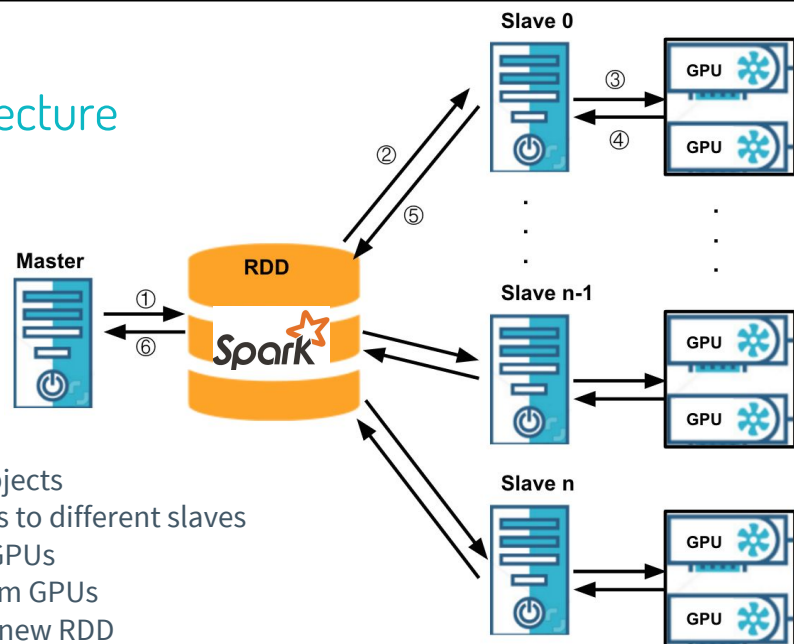 Slave 0
GPU
③
ecture
②
④
GPU
⑤
.
.
.
.
.
.
Master
RDD
Slave n-1
①
Spark
⑥
GPU
GPU
jects
Slave n
s to different slaves
GPUs
GPU
m GPUs
new RDD
GPU